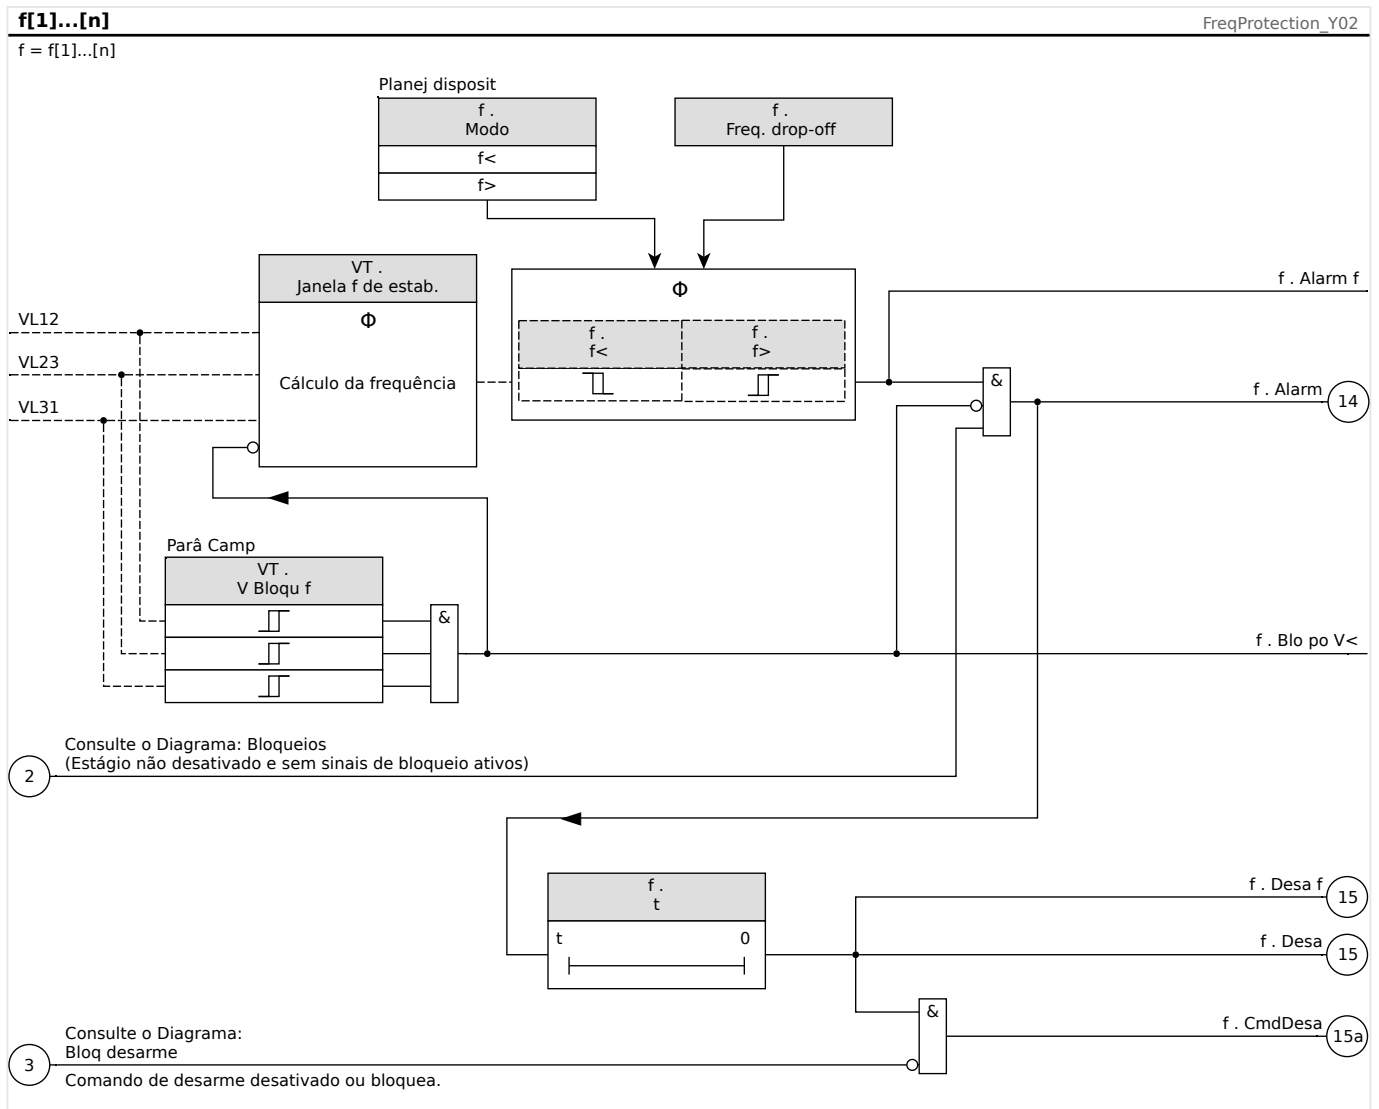 f[1]...[n]
FreqProtection_Y02
f = f[1]...[n]
Planej disposit
f .
Modo
f<
f>
f .
Freq. drop-off
VT .
Janela f de estab.
Φ
Cálculo da frequência
Φ
f .
f<
f .
f>
f . Alarm f
VL12
VL23
VL31
&
f . Alarm
14
Parâ Camp
VT .
V Bloqu f
&
f . Blo po V<
Consulte o Diagrama: Bloqueios
(Estágio não desativado e sem sinais de bloqueio ativos)
2
f .
t
t
0
f . Desa f
15
f . Desa
15
&
f . CmdDesa
15a
Consulte o Diagrama:
Bloq desarme
3
Comando de desarme desativado ou bloquea.